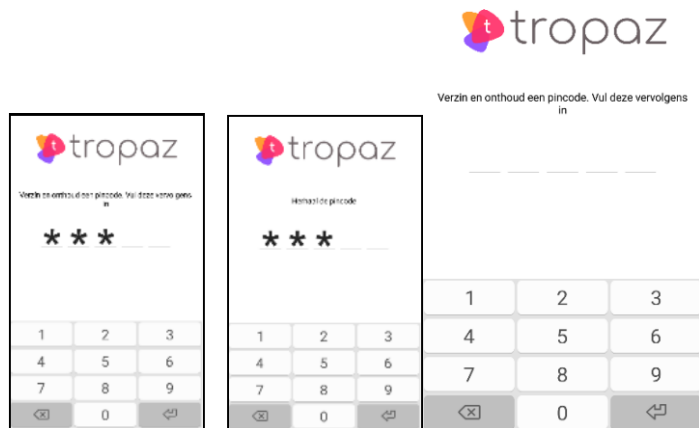 t tropaz
Verzin en onthoud een pincode. Vul deze vervolgens
in
* * *
1 2 3
4 5 6
7 8 9
0
t tropaz
Herhaal de pincode
* * *
1 2 3
4 5 6
7 8 9
0
t tropaz
Verzin en onthoud een pincode. Vul deze vervolgens
in
1 2 3
4 5 6
7 8 9
0